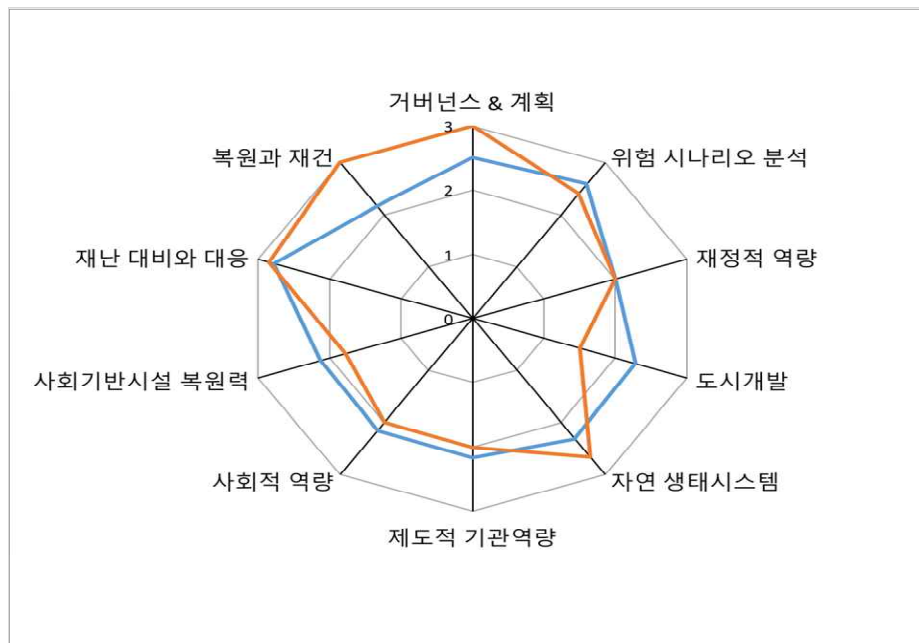 거버넌스 & 계획
3
복원과 재건
위험 시나리오 분석
2
재난 대비와 대응
재정적 역량
1
0
사회기반시설 복원력
도시개발
사회적 역량
자연 생태시스템
제도적 기관역량